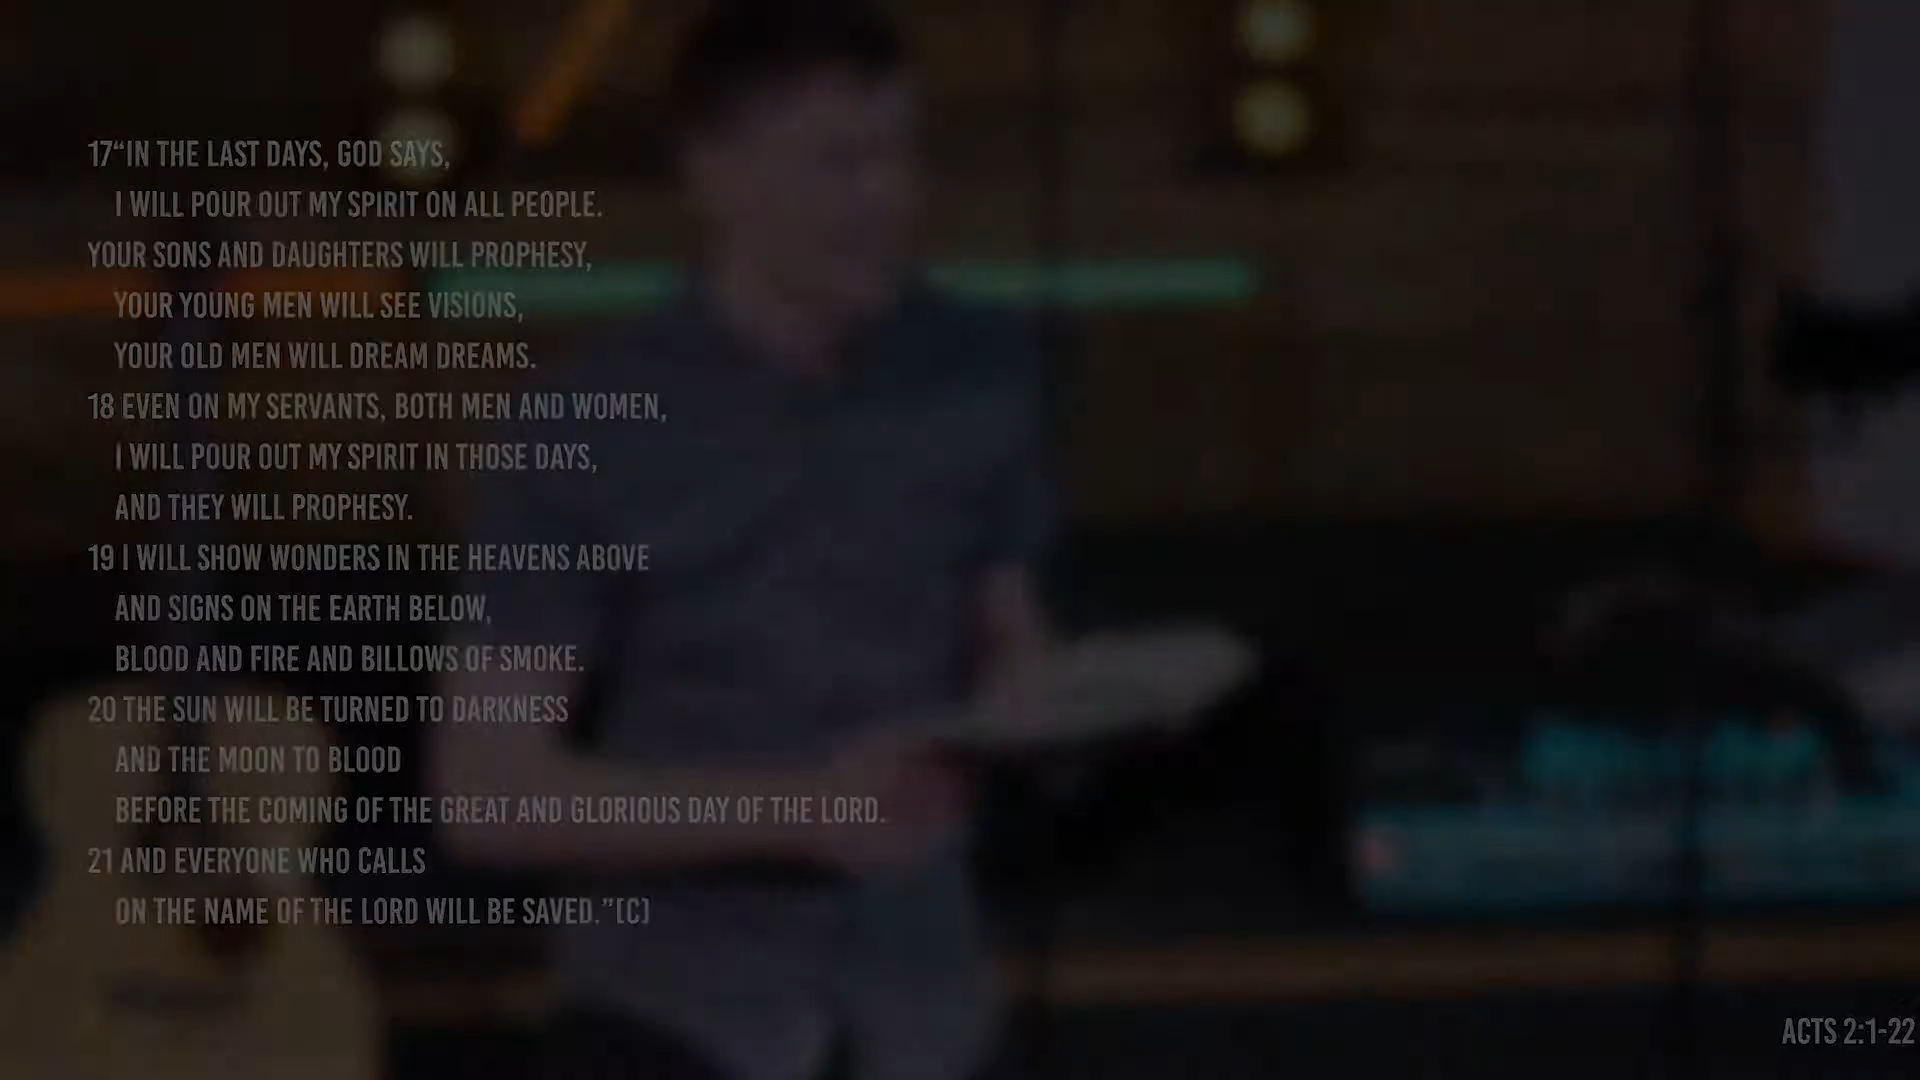 17“IN THE LAST DAYS, GOD SAYS,
I WILL POUR OUT MY SPIRIT ON ALL PEOPLE.
YOUR SONS AND DAUGHTERS WILL PROPHESY,
YOUR YOUNG MEN WILL SEE VISIONS,
YOUR OLD MEN WILL DREAM DREAMS.
18 EVEN ON MY SERVANTS, BOTH MEN AND WOMEN,
I WILL POUR OUT MY SPIRIT IN THOSE DAYS,
AND THEY WILL PROPHESY.
19 I WILL SHOW WONDERS IN THE HEAVENS ABOVE
AND SIGNS ON THE EARTH BELOW,
BLOOD AND FIRE AND BILLOWS OF SMOKE.
20 THE SUN WILL BE TURNED TO DARKNESS
AND THE MOON TO BLOOD
BEFORE THE COMING OF THE GREAT AND GLORIOUS DAY OF THE LORD.
21 AND EVERYONE WHO CALLS
ON THE NAME OF THE LORD WILL BE SAVED.”[C]
ACTS 2:1-22